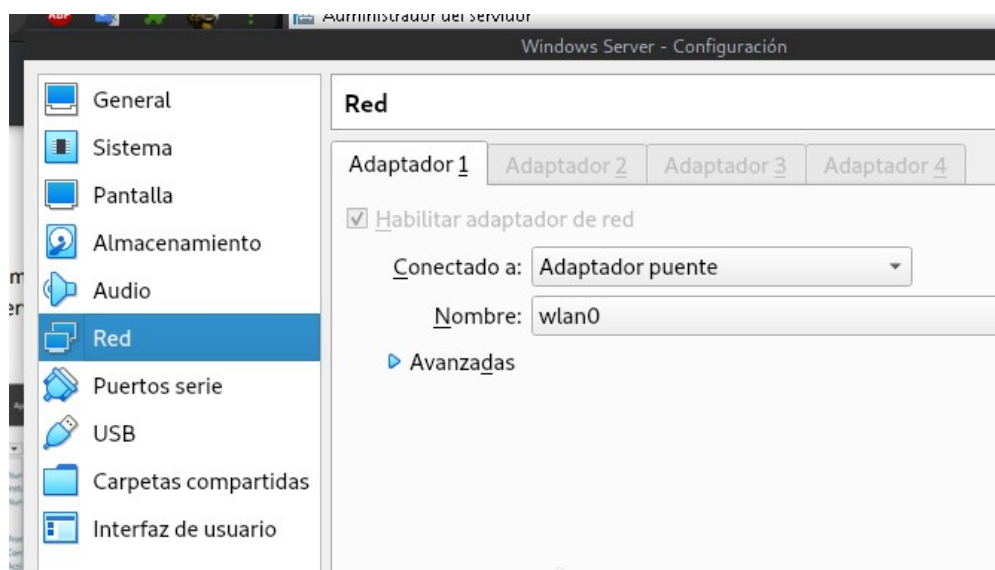 ABP
Administrador del servidor
Windows Server - Configuración
General
Sistema
Pantalla
Almacenamiento
Audio
Red
Puertos serie
USB
Carpetas compartidas
Interfaz de usuario
Red
Adaptador 1 Adaptador 2 Adaptador 3 Adaptador 4
Habilitar adaptador de red
Conectado a: Adaptador puente
Nombre: wlan0
Avanzadas